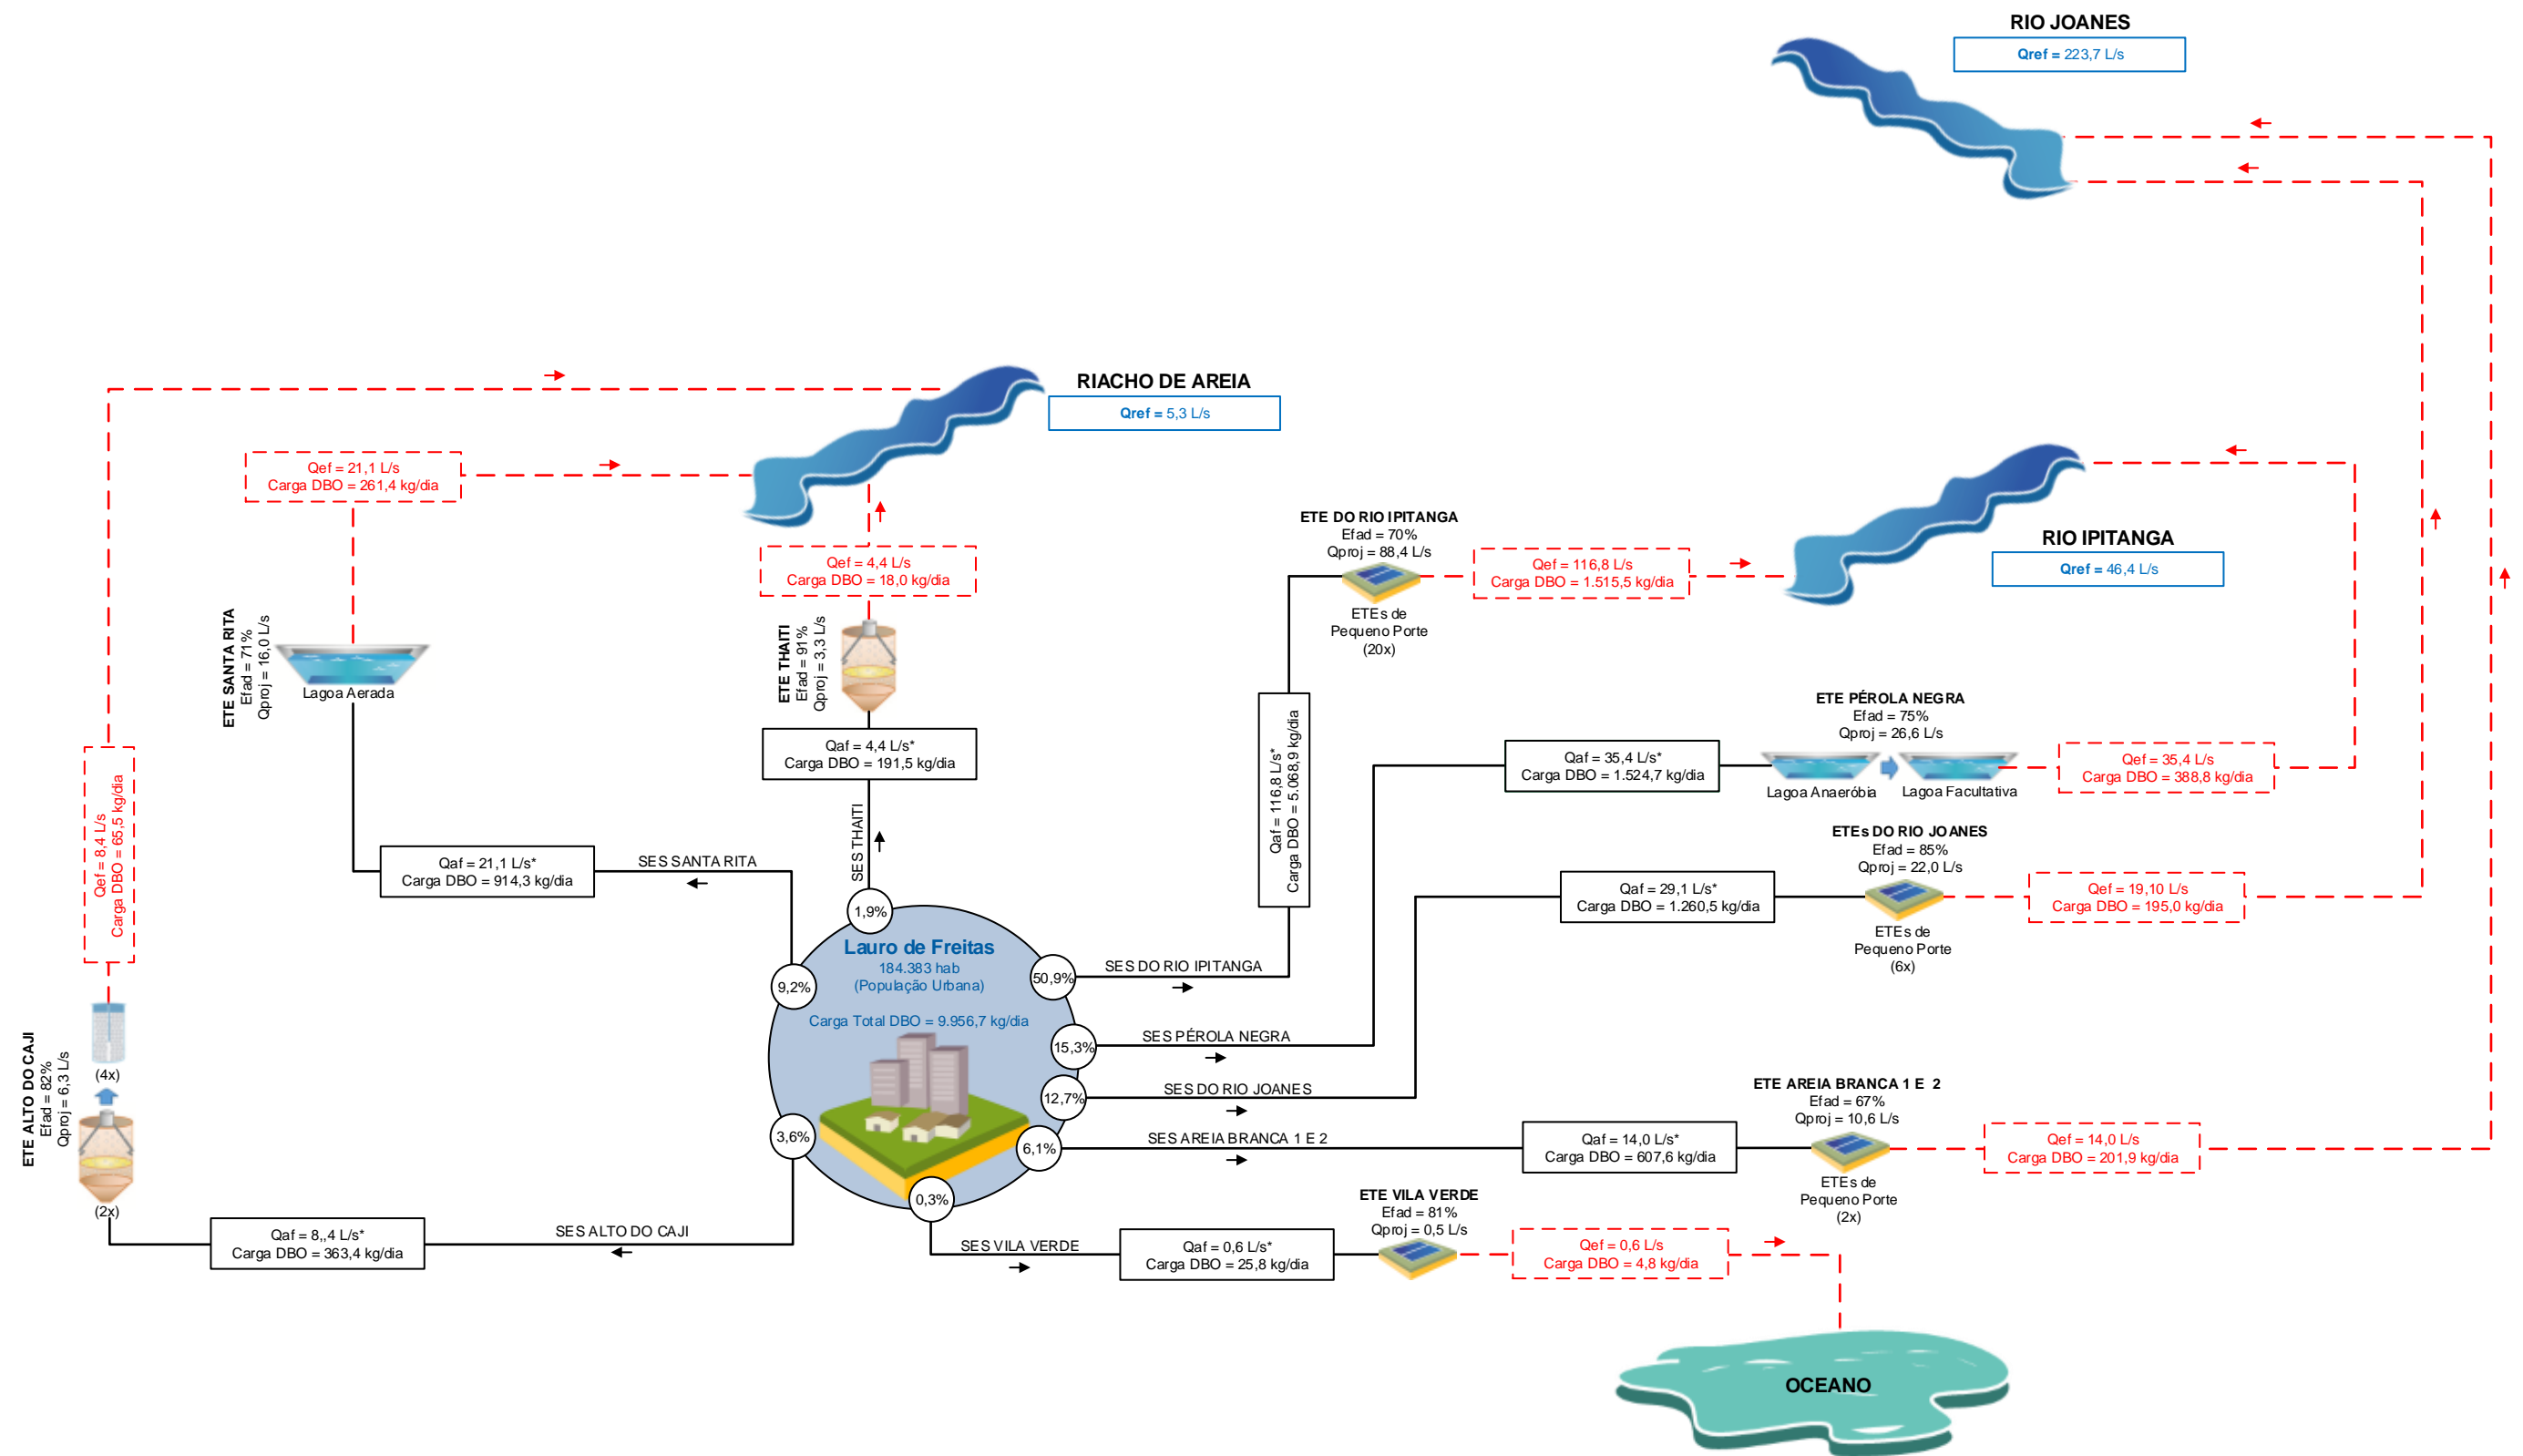 RIO JOANES
Qref = 223,7 L/s
RIACHO DE AREIA
Qref = 5,3 L/s
Qef = 21,1 L/s
Carga DBO = 261,4 kg/dia
Qef = 4,4 L/s
Carga DBO = 18,0 kg/dia
ETE DO RIO IPITANGA
Efad = 70%
Qproj = 88,4 L/s
ETEs de
Pequeno Porte
(20x)
Qef = 116,8 L/s
Carga DBO = 1.515,5 kg/dia
RIO IPITANGA
Qref = 46,4 L/s
ETE SANTA RITA
Efad = 71%
Qproj = 16,0 L/s
Lagoa Aerada
ETE THAITI
Efad = 91%
Qproj = 3,3 L/s
Qaf = 4,4 L/s*
Carga DBO = 191,5 kg/dia
SES THAITI
Qaf = 116,8 L/s*
Carga DBO = 5.068,9 kg/dia
ETE PÉROLA NEGRA
Efad = 75%
Qproj = 26,6 L/s
Qaf = 35,4 L/s*
Carga DBO = 1.524,7 kg/dia
Lagoa Anaeróbia
Lagoa Facultativa
Qef = 35,4 L/s
Carga DBO = 388,8 kg/dia
Qef = 8,4 L/s
Carga DBO = 65,5 kg/dia
Qaf = 21,1 L/s*
Carga DBO = 914,3 kg/dia
SES SANTA RITA
ETEs DO RIO JOANES
Efad = 85%
Qproj = 22,0 L/s
Qaf = 29,1 L/s*
Carga DBO = 1.260,5 kg/dia
ETEs de
Pequeno Porte
(6x)
Qef = 19,10 L/s
Carga DBO = 195,0 kg/dia
1,9%
9,2%
50,9%
15,3%
12,7%
6,1%
0,3%
3,6%
Lauro de Freitas
184.383 hab
(População Urbana)
Carga Total DBO = 9.956,7 kg/dia
SES DO RIO IPITANGA
SES PÉROLA NEGRA
SES DO RIO JOANES
SES AREIA BRANCA 1 E 2
Qaf = 14,0 L/s*
Carga DBO = 607,6 kg/dia
ETE AREIA BRANCA 1 E 2
Efad = 67%
Qproj = 10,6 L/s
ETEs de
Pequeno Porte
(2x)
Qef = 14,0 L/s
Carga DBO = 201,9 kg/dia
ETE ALTO DO CAJI
Efad = 82%
Qproj = 6,3 L/s
(4x)
(2x)
Qaf = 8,,4 L/s*
Carga DBO = 363,4 kg/dia
SES ALTO DO CAJI
SES VILA VERDE
Qaf = 0,6 L/s*
Carga DBO = 25,8 kg/dia
ETE VILA VERDE
Efad = 81%
Qproj = 0,5 L/s
Qef = 0,6 L/s
Carga DBO = 4,8 kg/dia
OCEANO